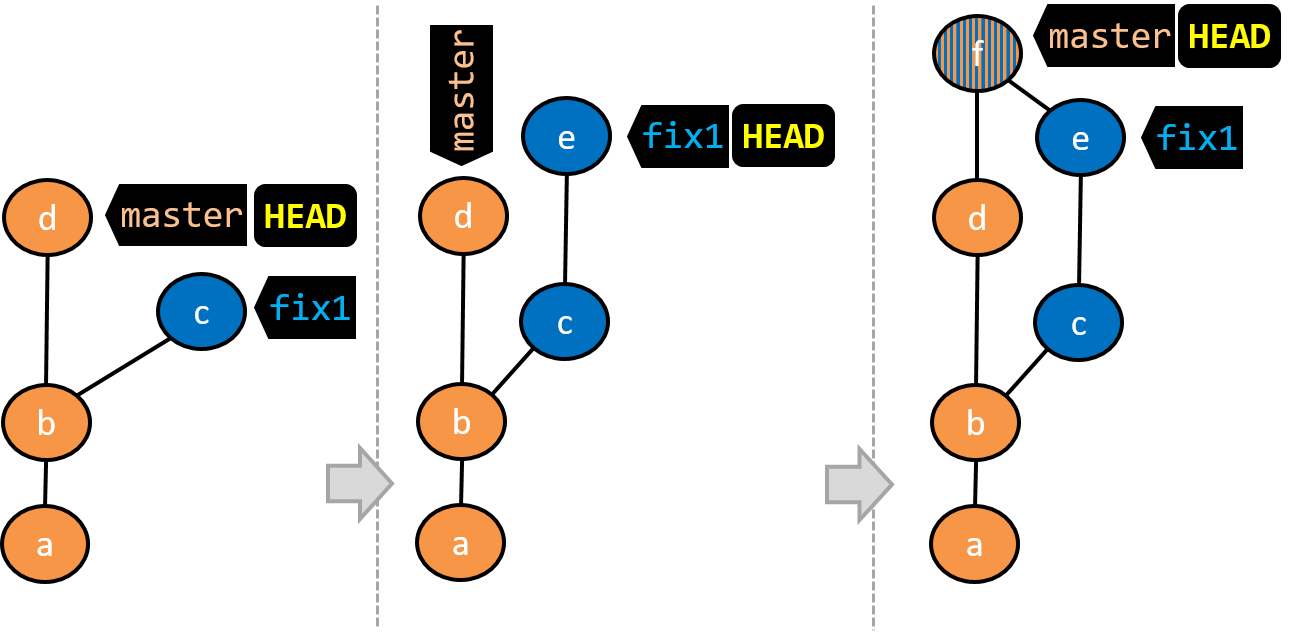 d master HEAD
c fix1
b
a
master
e fix1 HEAD
d
c
b
a
f master HEAD
e fix1
d
c
b
a